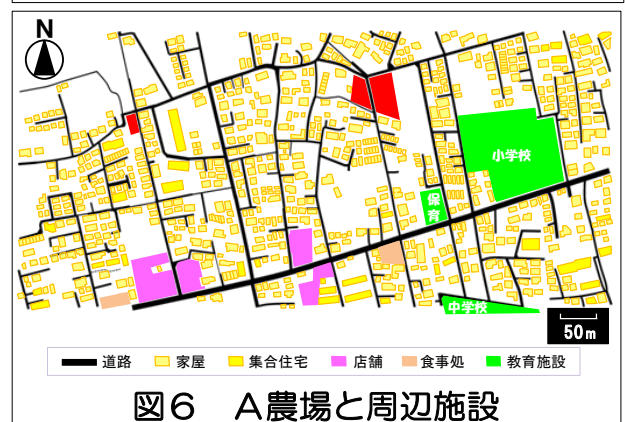 N
小学校
保育
中学校
50m
道路 家屋 集合住宅 店舗 食事処 教育施設
図6 A農場と周辺施設